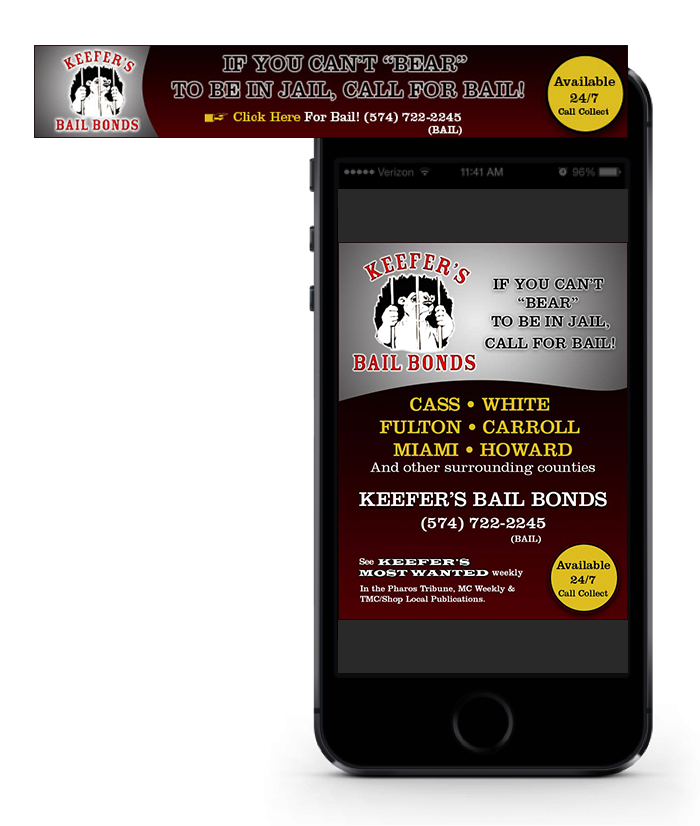 KEEFER'S
BAIL BONDS
IF YOU CAN'T “BEAR”
TO BE IN JAIL, CALL FOR BAIL!
Click Here For Bail! (574) 722-2245
(BAIL)
Available
24/7
Call Collect
Verizon 11:41 AM 96%
KEEFER'S
BAIL BONDS
IF YOU CAN'T
“BEAR”
TO BE IN JAIL,
CALL FOR BAIL!
CASS • WHITE
FULTON • CARROLL
MIAMI • HOWARD
And other surrounding counties
KEEFER'S BAIL BONDS
(574) 722-2245
(BAIL)
See KEEFER'S
MOST WANTED weekly
In the Pharos Tribune, MC Weekly &
TMC/Shop Local Publications.
Available
24/7
Call Collect